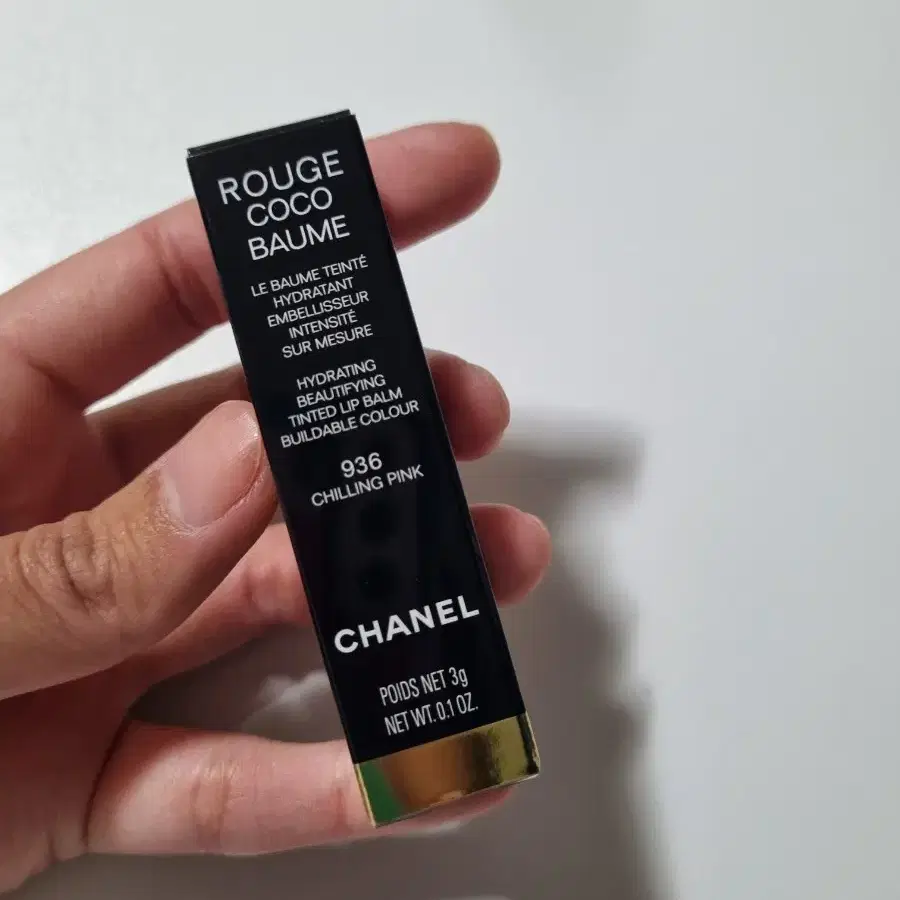 ROUGE
COCO
BAUME
LE BAUME TEINTÉ
HYDRATANT
EMBELLISSEUR
INTENSITÉ
SUR MESURE
HYDRATING
BEAUTIFYING
TINTED LIP BALM
BUILDABLE COLOUR
936
CHILLING PINK
CHANEL
POIDS NET 3g
NET WT. 0.1 OZ.